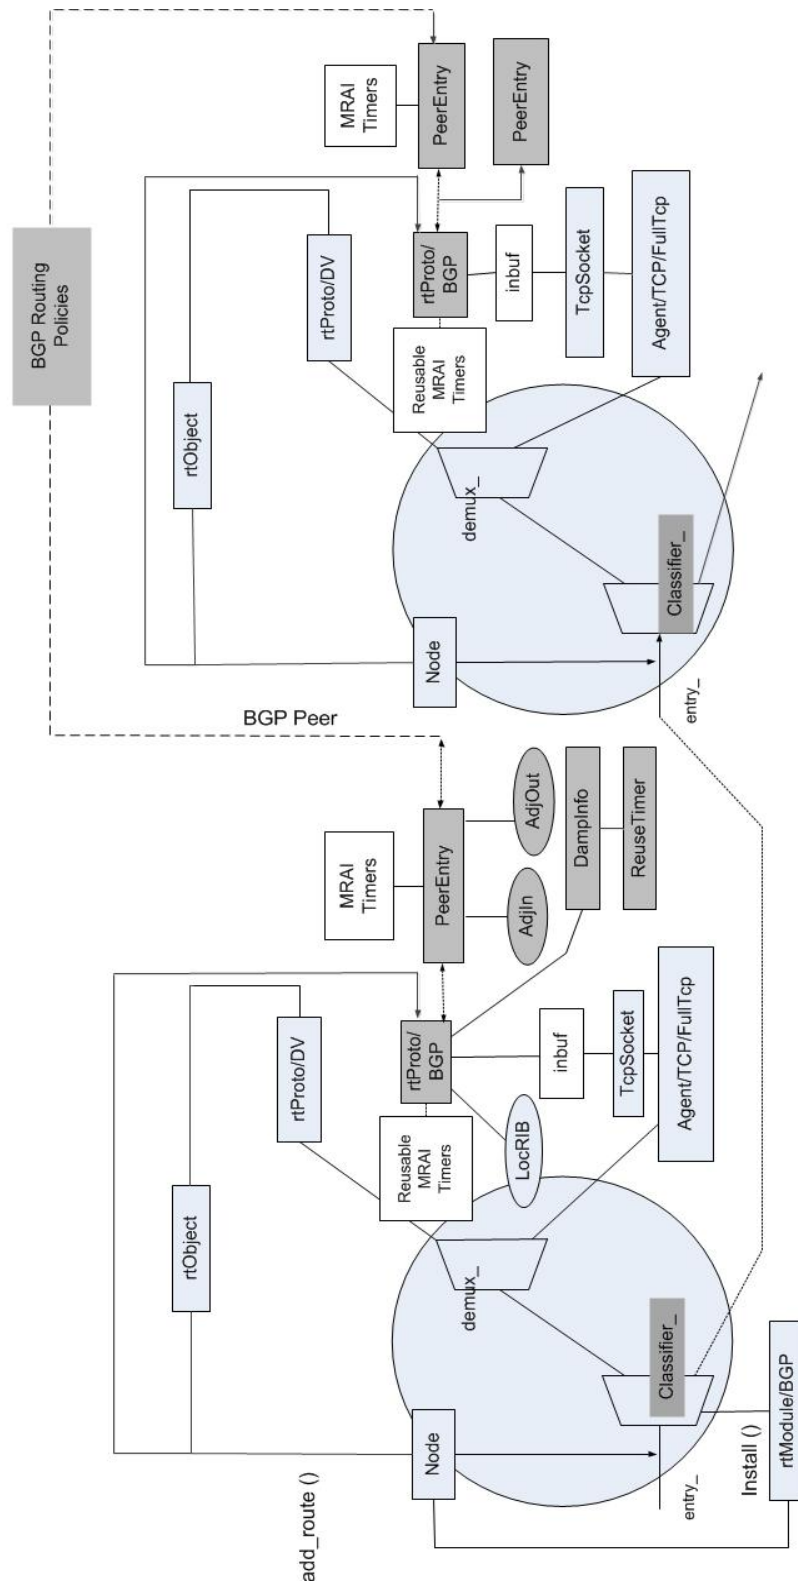 BGP Routing
Policies
rtObject
rtObject
BGP Peer
add_route ()
rtProto/DV
rtProto/DV
MRAI
Timers
MRAI
Timers
Reusable
MRAI
Timers
Reusable
MRAI
Timers
Node
rtProto/
BGP
PeerEntry
Node
rtProto/
BGP
PeerEntry
demux_
demux_
LocRIB
AdjIn
AdjOut
inbuf
PeerEntry
inbuf
DampInfo
TcpSocket
TcpSocket
ReuseTimer
Classifier_
Classifier_
Agent/TCP/FullTcp
Agent/TCP/FullTcp
entry_
entry_
Install ()
rtModule/BGP